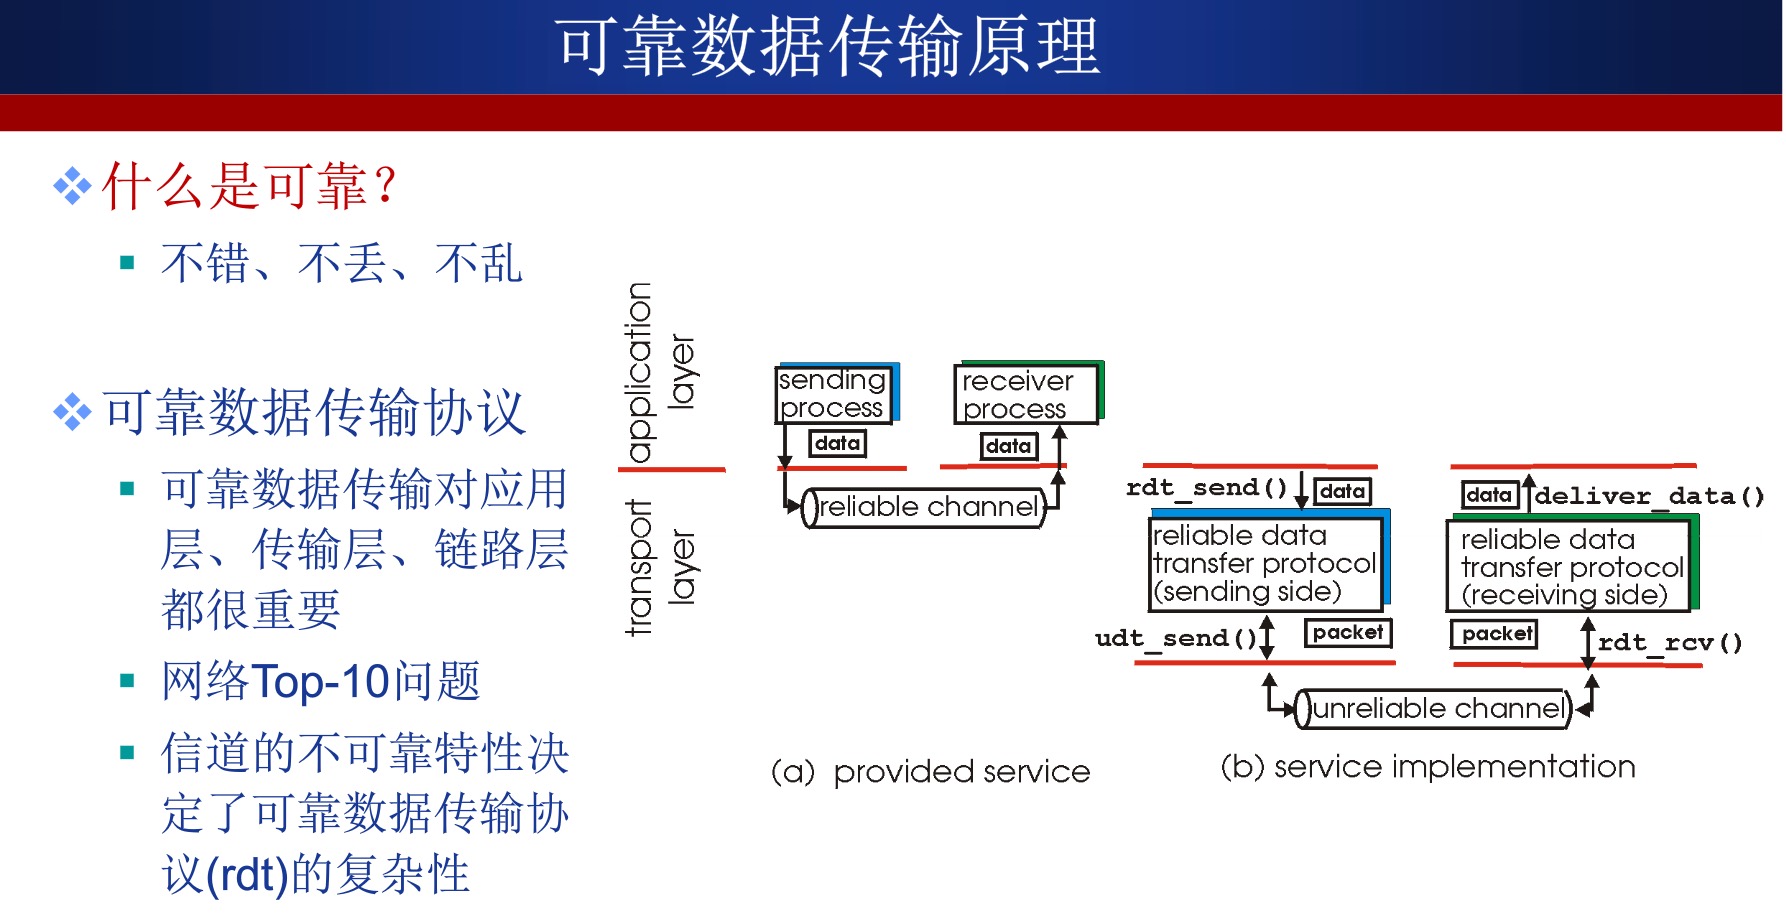 可靠数据传输原理
什么是可靠？
不错、不丢、不乱
可靠数据传输协议
可靠数据传输对应用
层、传输层、链路层
都很重要
网络Top-10问题
信道的不可靠特性决
定了可靠数据传输协
议(rdt)的复杂性
application
layer
transport
layer
sending
process
receiver
process
data
data
reliable channel
(a) provided service
rdt_send()
data
data
deliver_data()
reliable data
transfer protocol
(sending side)
reliable data
transfer protocol
(receiving side)
udt_send()
packet
packet
rdt_rcv()
unreliable channel
(b) service implementation